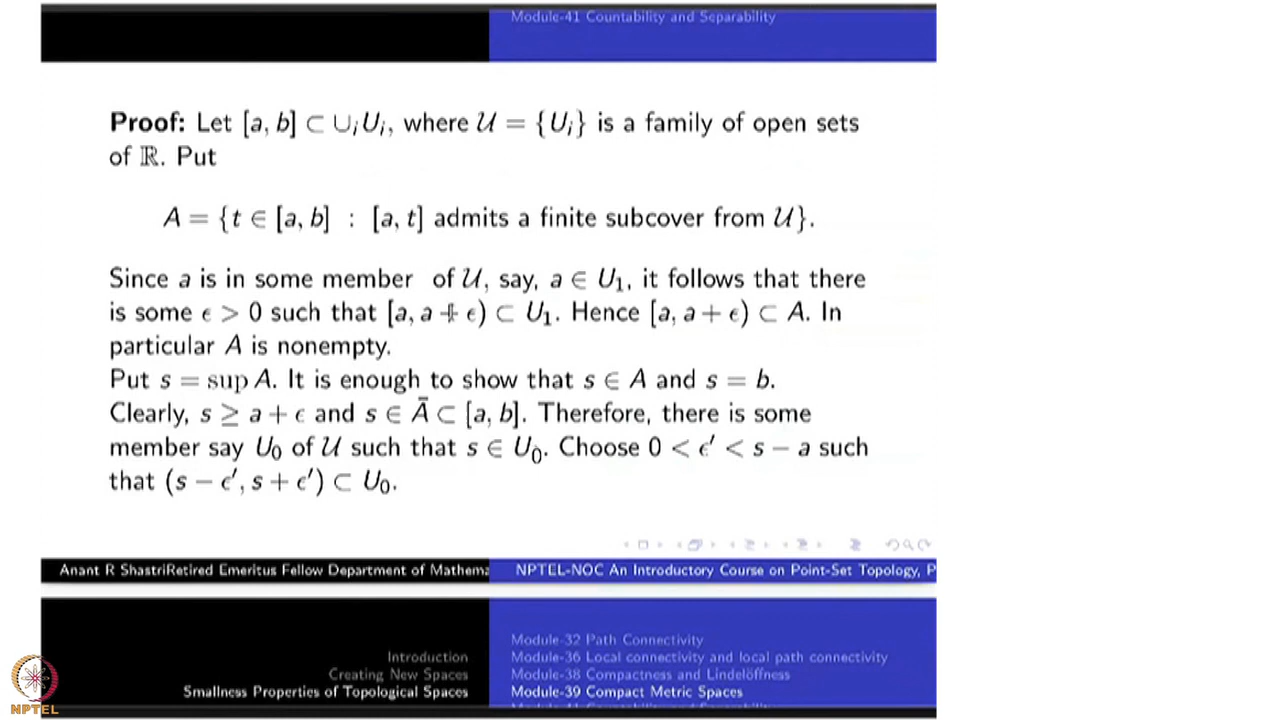 Module-41 Countability and Separability
Proof: Let [a, b] ⊂ ∪ᵢUᵢ, where 𝒰 = {Uᵢ} is a family of open sets
of ℝ. Put
A = {t ∈ [a, b] : [a, t] admits a finite subcover from 𝒰}.
Since a is in some member of 𝒰, say, a ∈ U₁, it follows that there
is some ϵ > 0 such that [a, a + ϵ) ⊂ U₁. Hence [a, a + ϵ) ⊂ A. In
particular A is nonempty.
Put s = sup A. It is enough to show that s ∈ A and s = b.
Clearly, s ≥ a + ϵ and s ∈ Ā ⊂ [a, b]. Therefore, there is some
member say U₀ of 𝒰 such that s ∈ U₀. Choose 0 < ϵ′ < s − a such
that (s − ϵ′, s + ϵ′) ⊂ U₀.
Anant R ShastriRetired Emeritus Fellow Department of Mathema
NPTEL-NOC An Introductory Course on Point-Set Topology, P
Introduction
Creating New Spaces
Smallness Properties of Topological Spaces
Module-32 Path Connectivity
Module-36 Local connectivity and local path connectivity
Module-38 Compactness and Lindelöffness
Module-39 Compact Metric Spaces
NPTEL